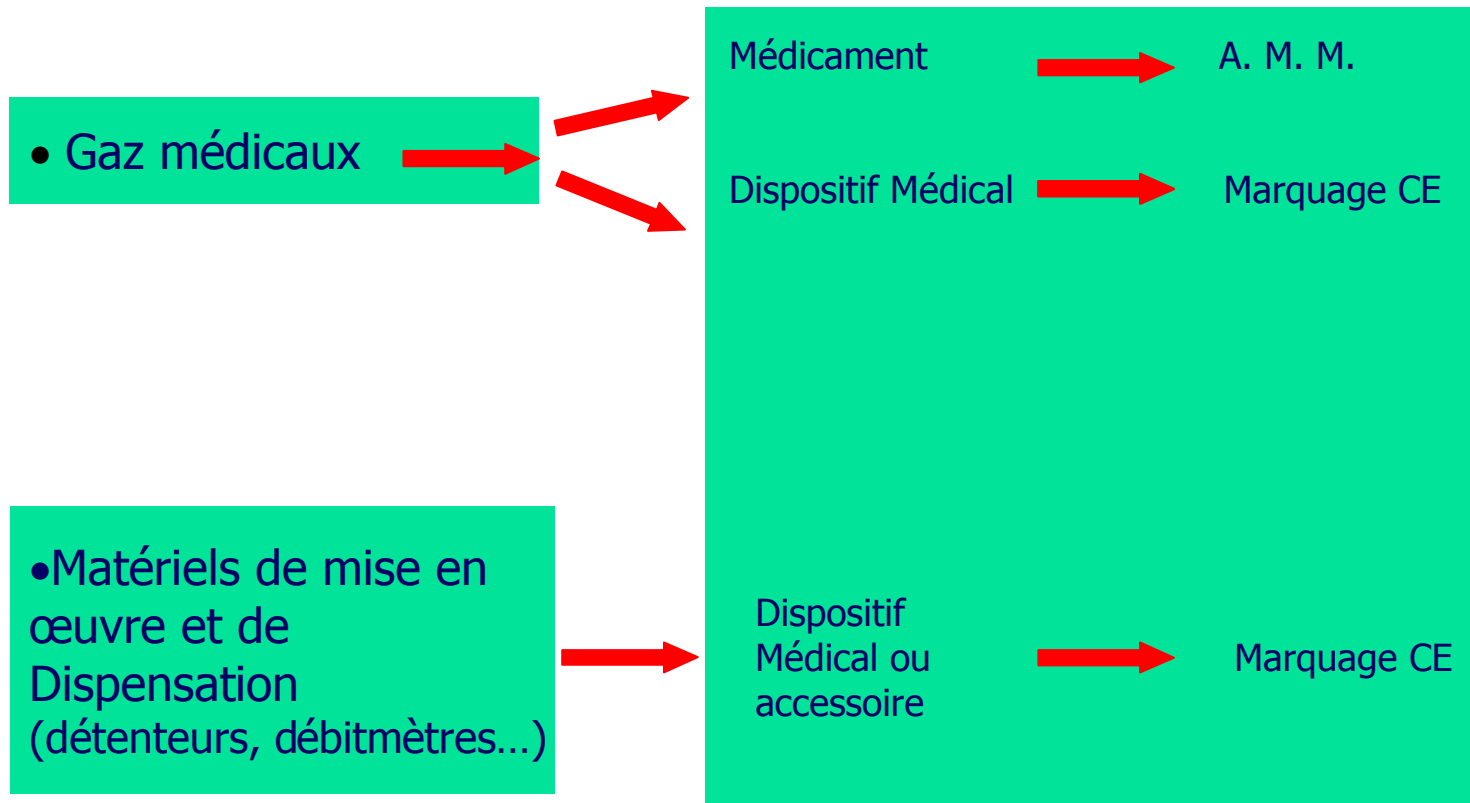 • Gaz médicaux
Médicament
A. M. M.
Dispositif Médical
Marquage CE
•Matériels de mise en
œuvre et de
Dispensation
(détenteurs, débitmètres…)
Dispositif
Médical ou
accessoire
Marquage CE